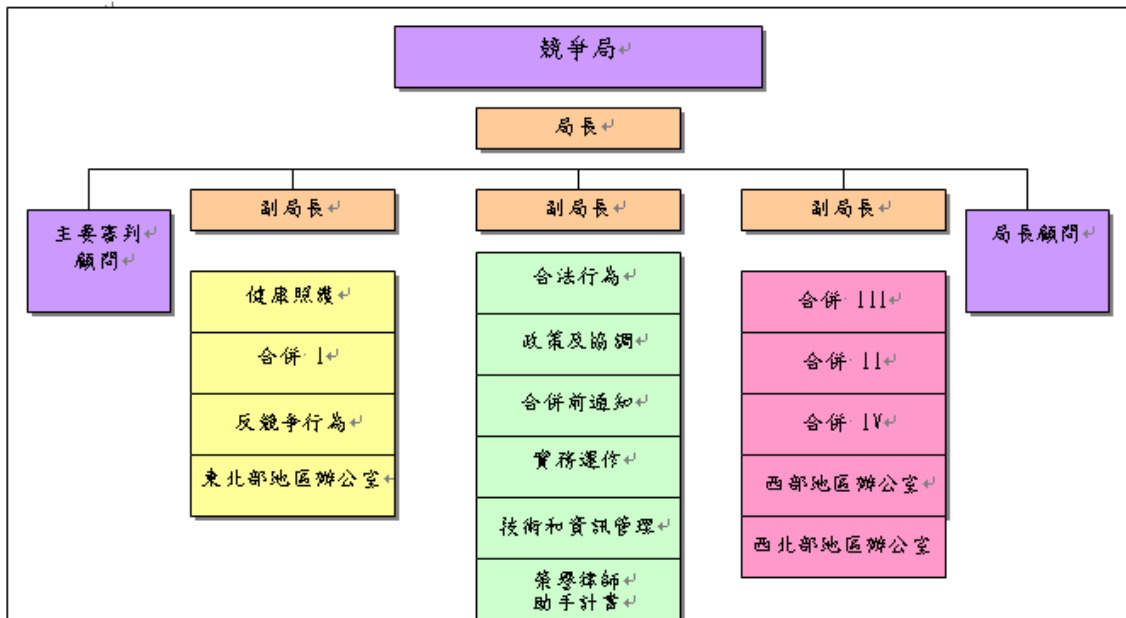 競爭局
局長
副局長
副局長
副局長
主要審判
顧問
局長顧問
健康照護
合併 I
反競爭行為
東北部地區辦公室
合法行為
政策及協調
合併前通知
實務運作
技術和資訊管理
榮譽律師
助手計畫
合併 III
合併 II
合併 IV
西部地區辦公室
西北部地區辦公室